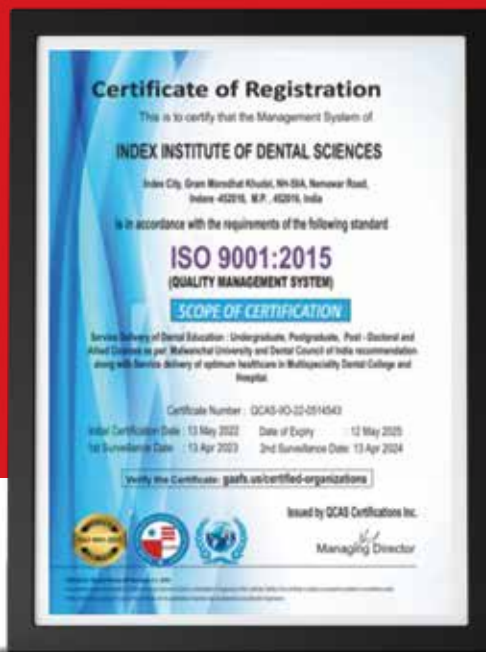 Certificate of Registration
This is to certify that the Management System of
INDEX INSTITUTE OF DENTAL SCIENCES
Index City, Gram Morodhat Khudel, NH-59A, Nemawar Road,
Indore -452016, M.P., 452016, India
is in accordance with the requirements of the following standard
ISO 9001:2015
(QUALITY MANAGEMENT SYSTEM)
SCOPE OF CERTIFICATION
Service Delivery of Dental Education : Undergraduate, Postgraduate, Post - Doctoral and
Allied Courses as per Malwanchal University and Dental Council of India recommendation
along with Service delivery of optimum healthcare in Multispeciality Dental College and
Hospital.
Certificate Number : QCAS-I/O-22-0514543
Initial Certification Date : 13 May 2022 Date of Expiry : 12 May 2025
1st Surveillance Date : 13 Apr 2023 2nd Surveillance Date: 13 Apr 2024
Verify the Certificate: gaafs.us/certified-organizations
Issued by QCAS Certifications Inc.
Managing Director